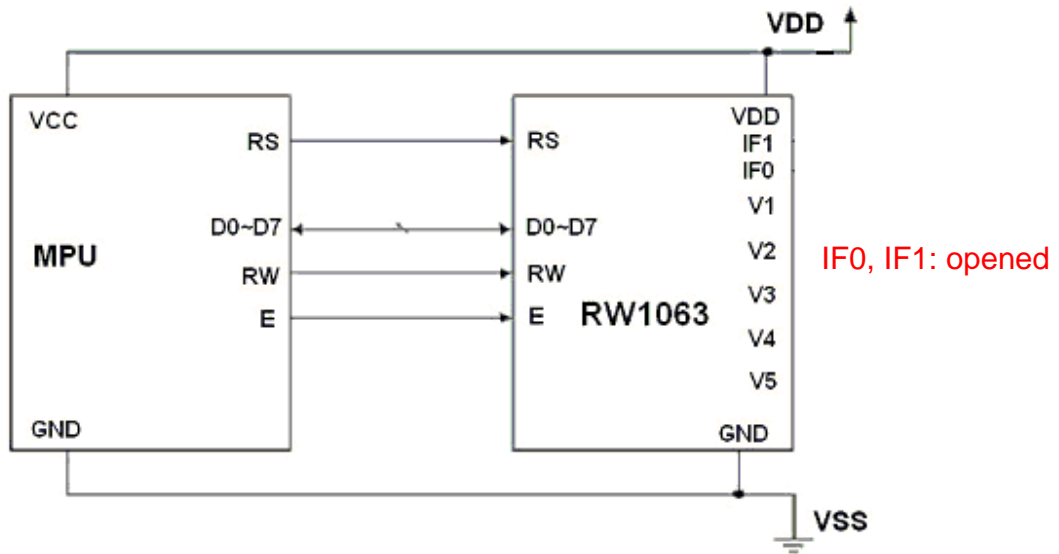 VDD
VCC
RS
D0~D7
MPU
RW
E
GND
VDD
RS
IF1
IF0
V1
D0~D7
V2
RW
V3
E
RW1063
V4
V5
GND
IF0, IF1: opened
VSS